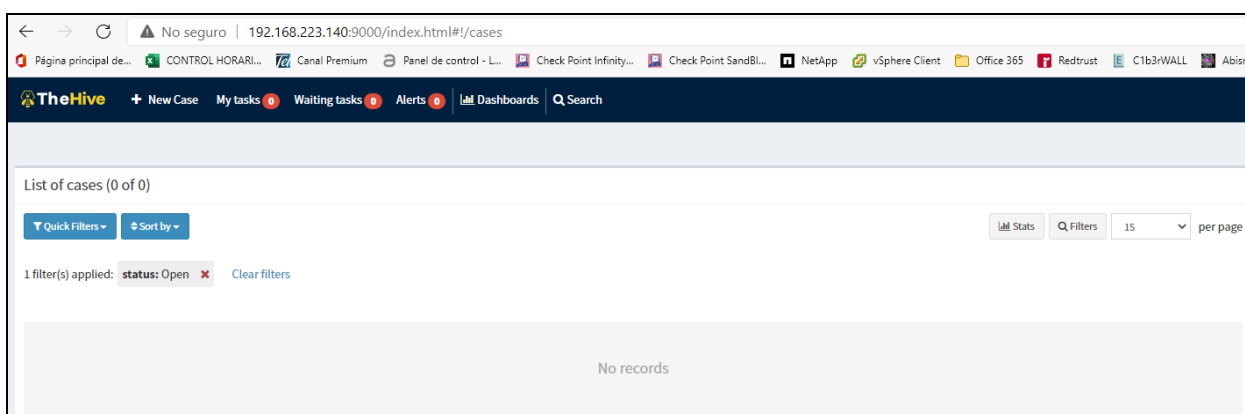 No seguro | 192.168.223.140:9000/index.html#!/cases
Página principal de... CONTROL HORARI... Canal Premium Panel de control - L... Check Point Infinity... Check Point SandBl... NetApp vSphere Client Office 365 Redtrust C1b3rWALL Abisr
TheHive + New Case My tasks 0 Waiting tasks 0 Alerts 0 Dashboards Search
List of cases (0 of 0)
Quick Filters Sort by Stats Filters 15 per page
1 filter(s) applied: status: Open Clear filters
No records